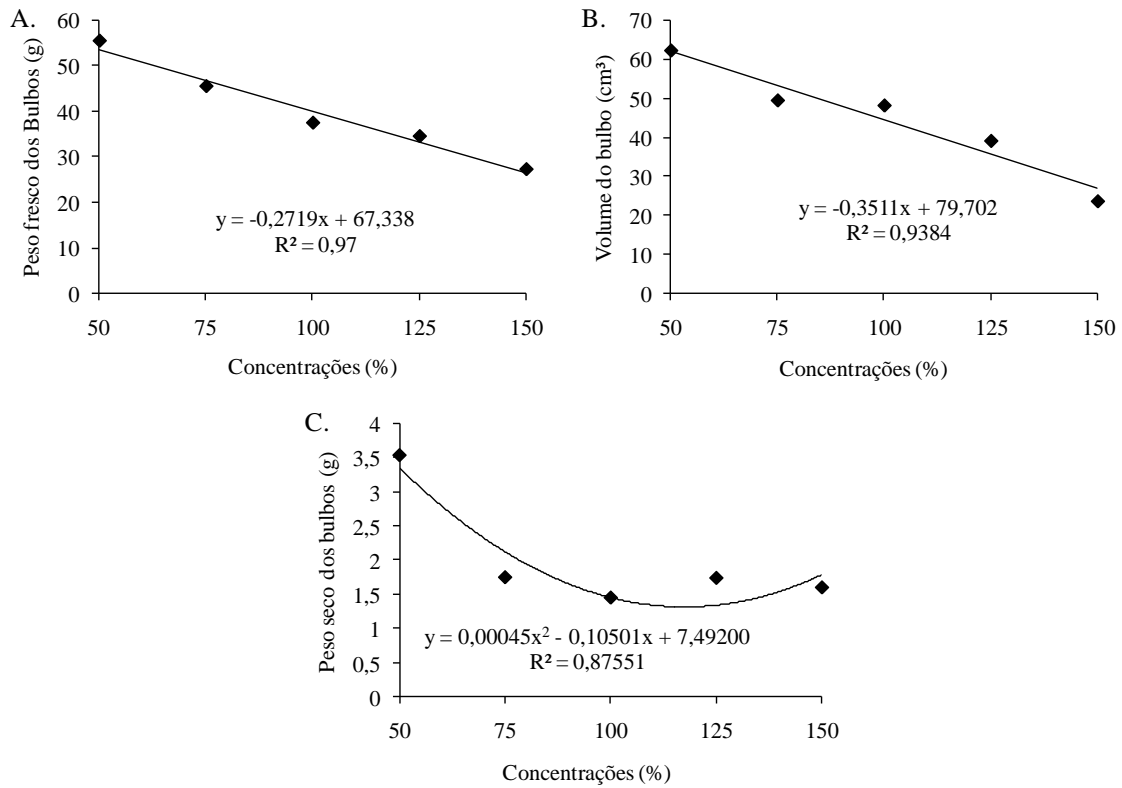 A.
Peso fresco dos Bulbos (g)
60
50
40
30
20
10
0
y = -0,2719x + 67,338
R² = 0,97
50 75 100 125 150
Concentrações (%)
B.
Volume do bulbo (cm³)
70
60
50
40
30
20
10
0
y = -0,3511x + 79,702
R² = 0,9384
50 75 100 125 150
Concentrações (%)
C.
Peso seco dos bulbos (g)
4
3,5
3
2,5
2
1,5
1
0,5
0
y = 0,00045x² - 0,10501x + 7,49200
R² = 0,87551
50 75 100 125 150
Concentrações (%)